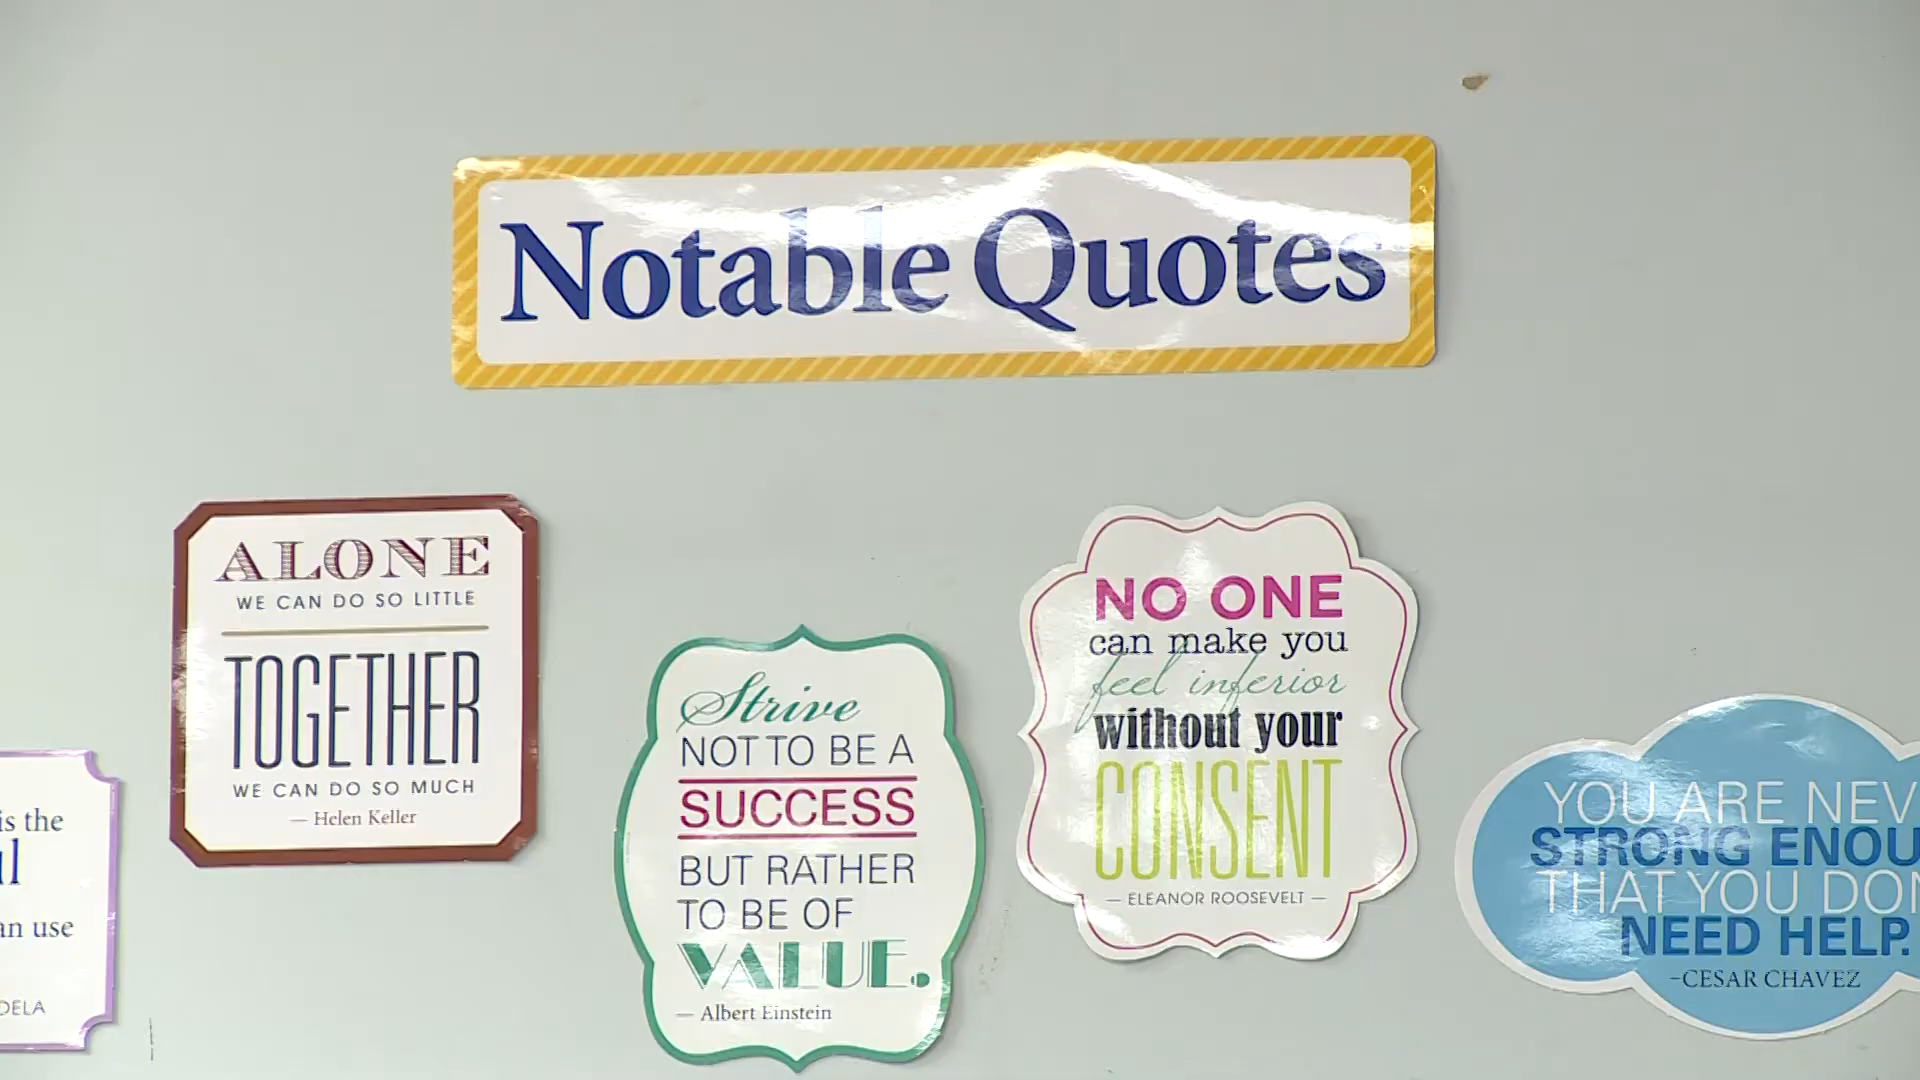 Notable Quotes
ALONE
WE CAN DO SO LITTLE
TOGETHER
WE CAN DO SO MUCH
— Helen Keller
is the
an use
DELA
Strive
NOT TO BE A
SUCCESS
BUT RATHER
TO BE OF
VALUE.
— Albert Einstein
NO ONE
can make you
feel inferior
without your
CONSENT
— ELEANOR ROOSEVELT —
YOU ARE NEV
STRONG ENOU
THAT YOU DON
NEED HELP.
-CESAR CHAVEZ